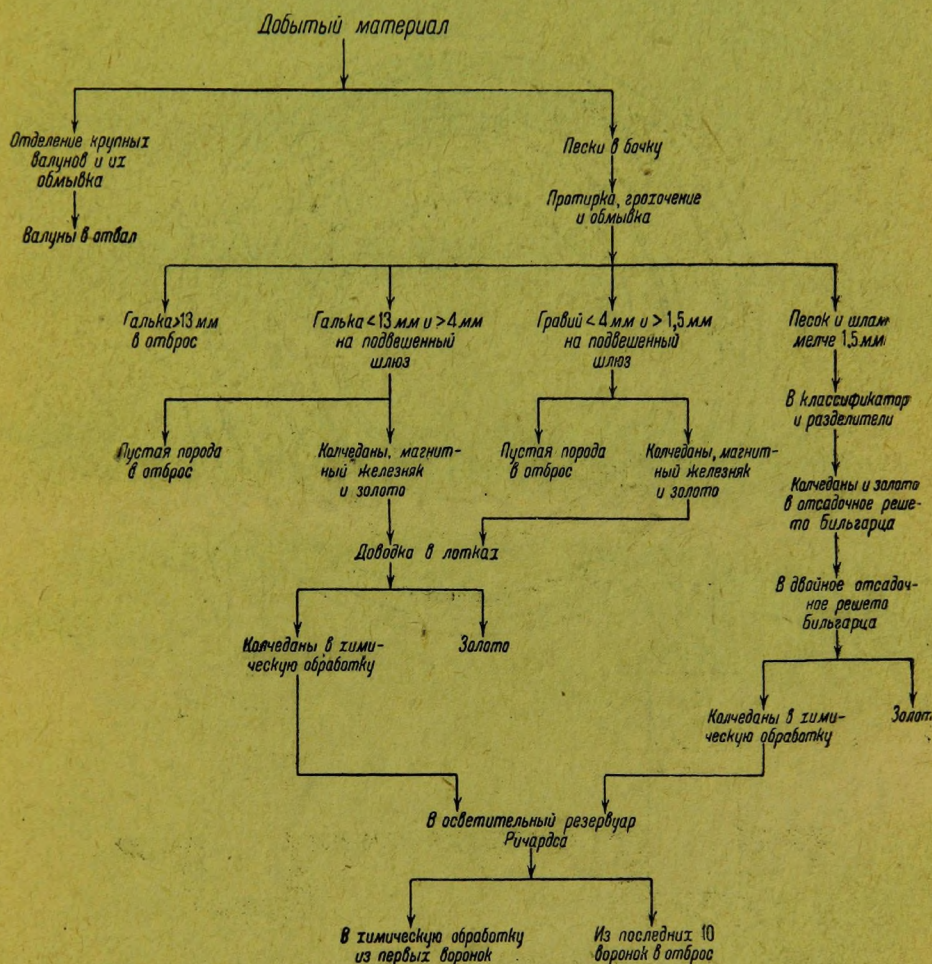 Добытый материал
Отделение крупных
валунов и их
обмывка
Валуны в отвал
Пески в бочку
Протирка, грохочение
и обмывка
Галька>13 мм
в отброс
Галька<13 мм и >4 мм
на подвешенный
шлюз
Гравий<4 мм и >1,5 мм
на подвешенный
шлюз
Песок и шлам
мельче 1,5 мм
Пустая порода
в отброс
Колчеданы, магнит-
ный железняк
и золото
Пустая порода
в отброс
Колчеданы, магнит-
ный железняк
и золото
В классификатор
и разделители
Колчеданы и золото
в отсадочное реше-
то Бильгарца
Доводка в лотках
В двойное отсадоч-
ное решето
Бильгарца
Колчеданы в хими-
ческую обработку
Золото
Колчеданы в хими-
ческую обработку
Золот
В осветительный резервуар
Ричардса
В химическую обработку
из первых воронок
Из последних 10
воронок в отброс